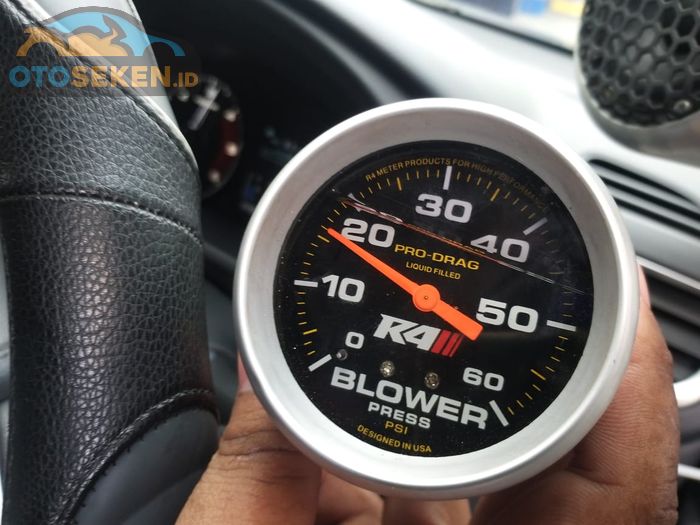 OTOSEKEN.ID
R4 METER PRODUCTS FOR HIGH PERFORMANCE
30
20
40
PRO-DRAG
LIQUID FILLED
10
50
R4
0
60
BLOWER
PRESS
PSI
DESIGNED IN USA